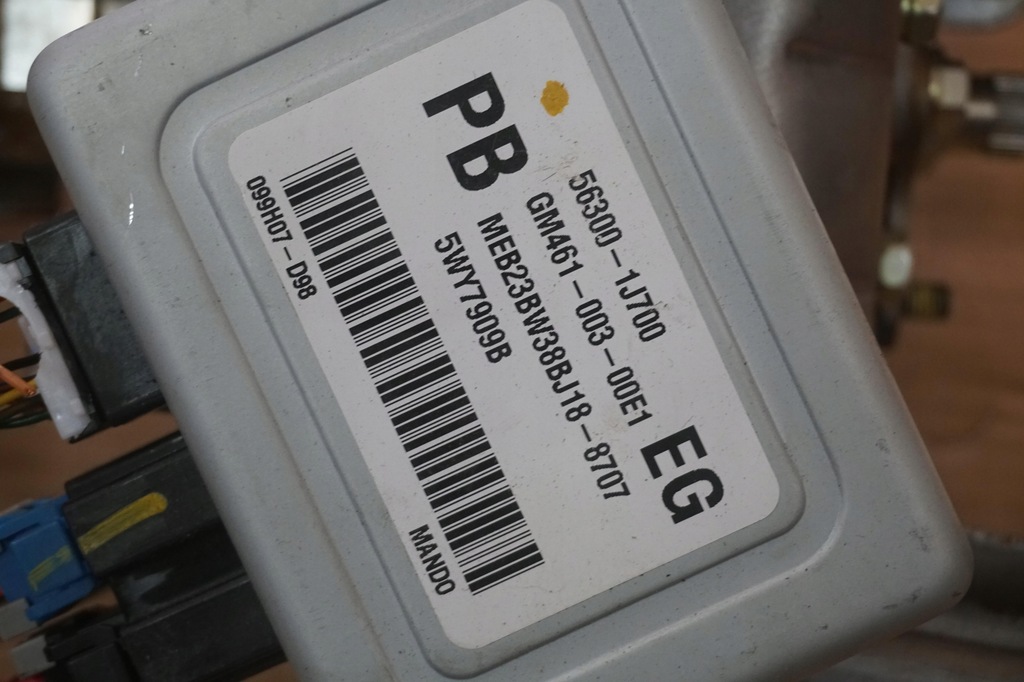 PB
56300-1J700
GM461-003-00E1
MEB23BW38BJ18-8707
5WY7909B
EG
099H07-D98
MANDO